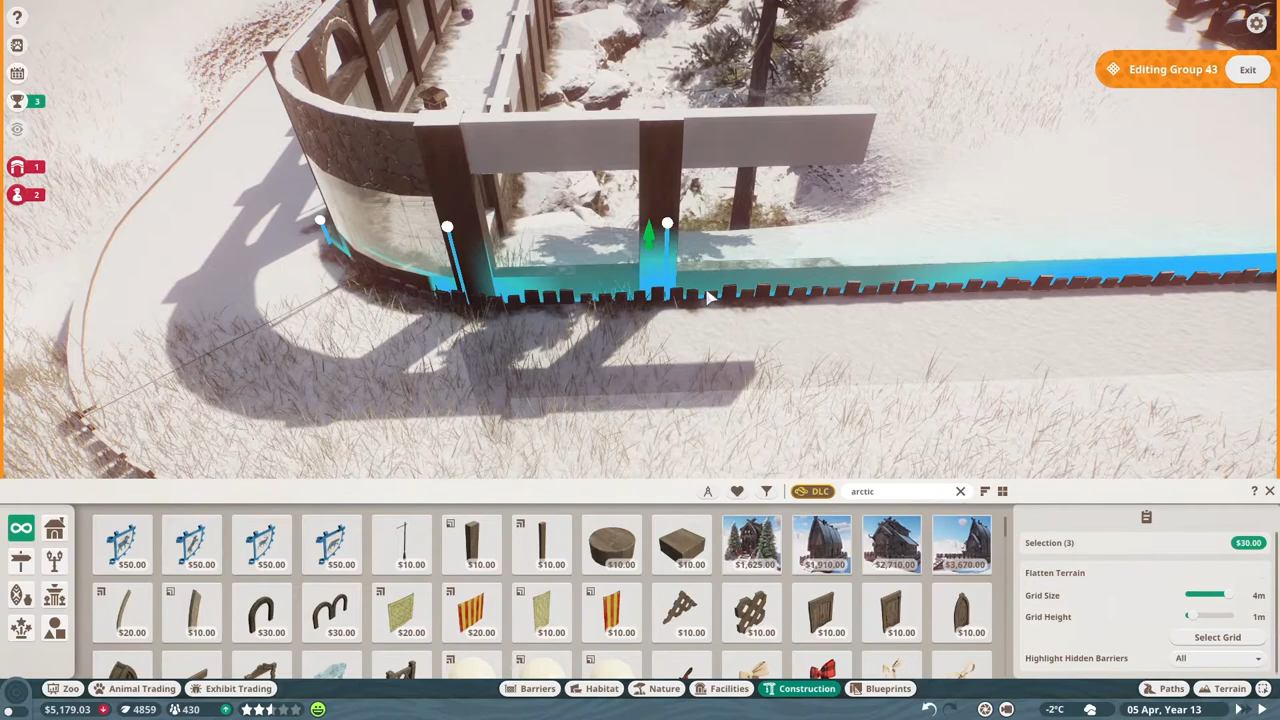 ?
Editing Group 43
Exit
3
1
2
DLC
arctic
?
$50.00
$50.00
$50.00
$50.00
$10.00
$10.00
$10.00
$10.00
$10.00
$1,625.00
$1,910.00
$2,710.00
$3,670.00
$20.00
$10.00
$30.00
$30.00
$20.00
$20.00
$10.00
$10.00
$10.00
$10.00
$10.00
$10.00
$10.00
Selection (3)
$30.00
Flatten Terrain
Grid Size
4m
Grid Height
1m
Select Grid
Highlight Hidden Barriers
All
Zoo
Animal Trading
Exhibit Trading
Barriers
Habitat
Nature
Facilities
Construction
Blueprints
Paths
Terrain
$5,179.03
4859
430
-2°C
05 Apr, Year 13